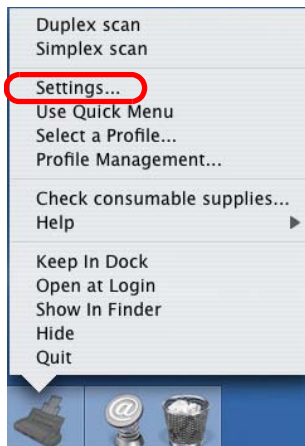 Duplex scan
Simplex scan
Settings...
Use Quick Menu
Select a Profile...
Profile Management...
Check consumable supplies...
Help
Keep In Dock
Open at Login
Show In Finder
Hide
Quit
@